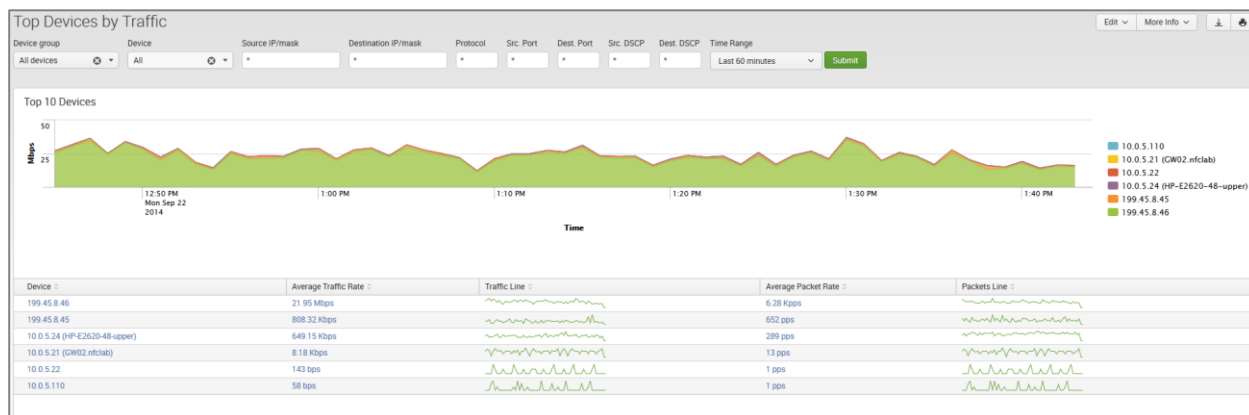 Top Devices by Traffic
Edit More Info
Device group Device Source IP/mask Destination IP/mask Protocol Src. Port Dest. Port Src. DSCP Dest. DSCP Time Range
All devices All * * * * * * * Last 60 minutes Submit
Top 10 Devices
50
25
Mbps
12:50 PM 1:00 PM 1:10 PM 1:20 PM 1:30 PM 1:40 PM
Mon Sep 22
2014
Time
10.0.5.110
10.0.5.21 (GW02.nfclab)
10.0.5.22
10.0.5.24 (HP-E2620-48-upper)
199.45.8.45
199.45.8.46
Device Average Traffic Rate Traffic Line Average Packet Rate Packets Line
199.45.8.46 21.95 Mbps 6.28 Kpps
199.45.8.45 808.32 Kbps 652 pps
10.0.5.24 (HP-E2620-48-upper) 649.15 Kbps 289 pps
10.0.5.21 (GW02.nfclab) 8.18 Kbps 13 pps
10.0.5.22 143 bps 1 pps
10.0.5.110 58 bps 1 pps